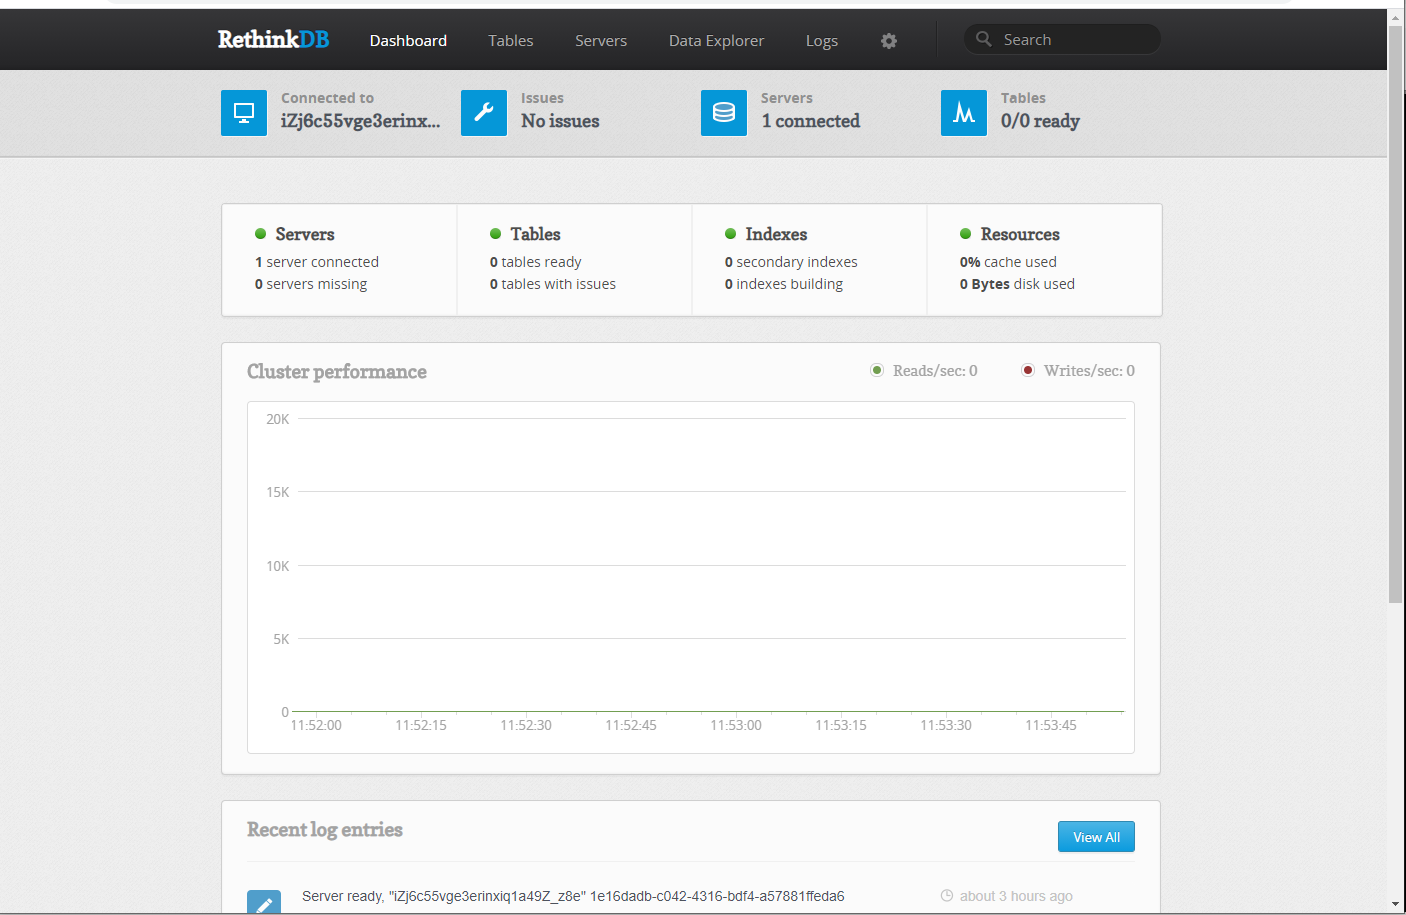 RethinkDB Dashboard Tables Servers Data Explorer Logs Search
Connected to
iZj6c55vge3erinx...
Issues
No issues
Servers
1 connected
Tables
0/0 ready
Servers
1 server connected
0 servers missing
Tables
0 tables ready
0 tables with issues
Indexes
0 secondary indexes
0 indexes building
Resources
0% cache used
0 Bytes disk used
Cluster performance
Reads/sec: 0
Writes/sec: 0
20K
15K
10K
5K
0
11:52:00 11:52:15 11:52:30 11:52:45 11:53:00 11:53:15 11:53:30 11:53:45
Recent log entries
View All
Server ready, "iZj6c55vge3erinxiq1a49Z_z8e" 1e16dadb-c042-4316-bdf4-a57881ffeda6
about 3 hours ago